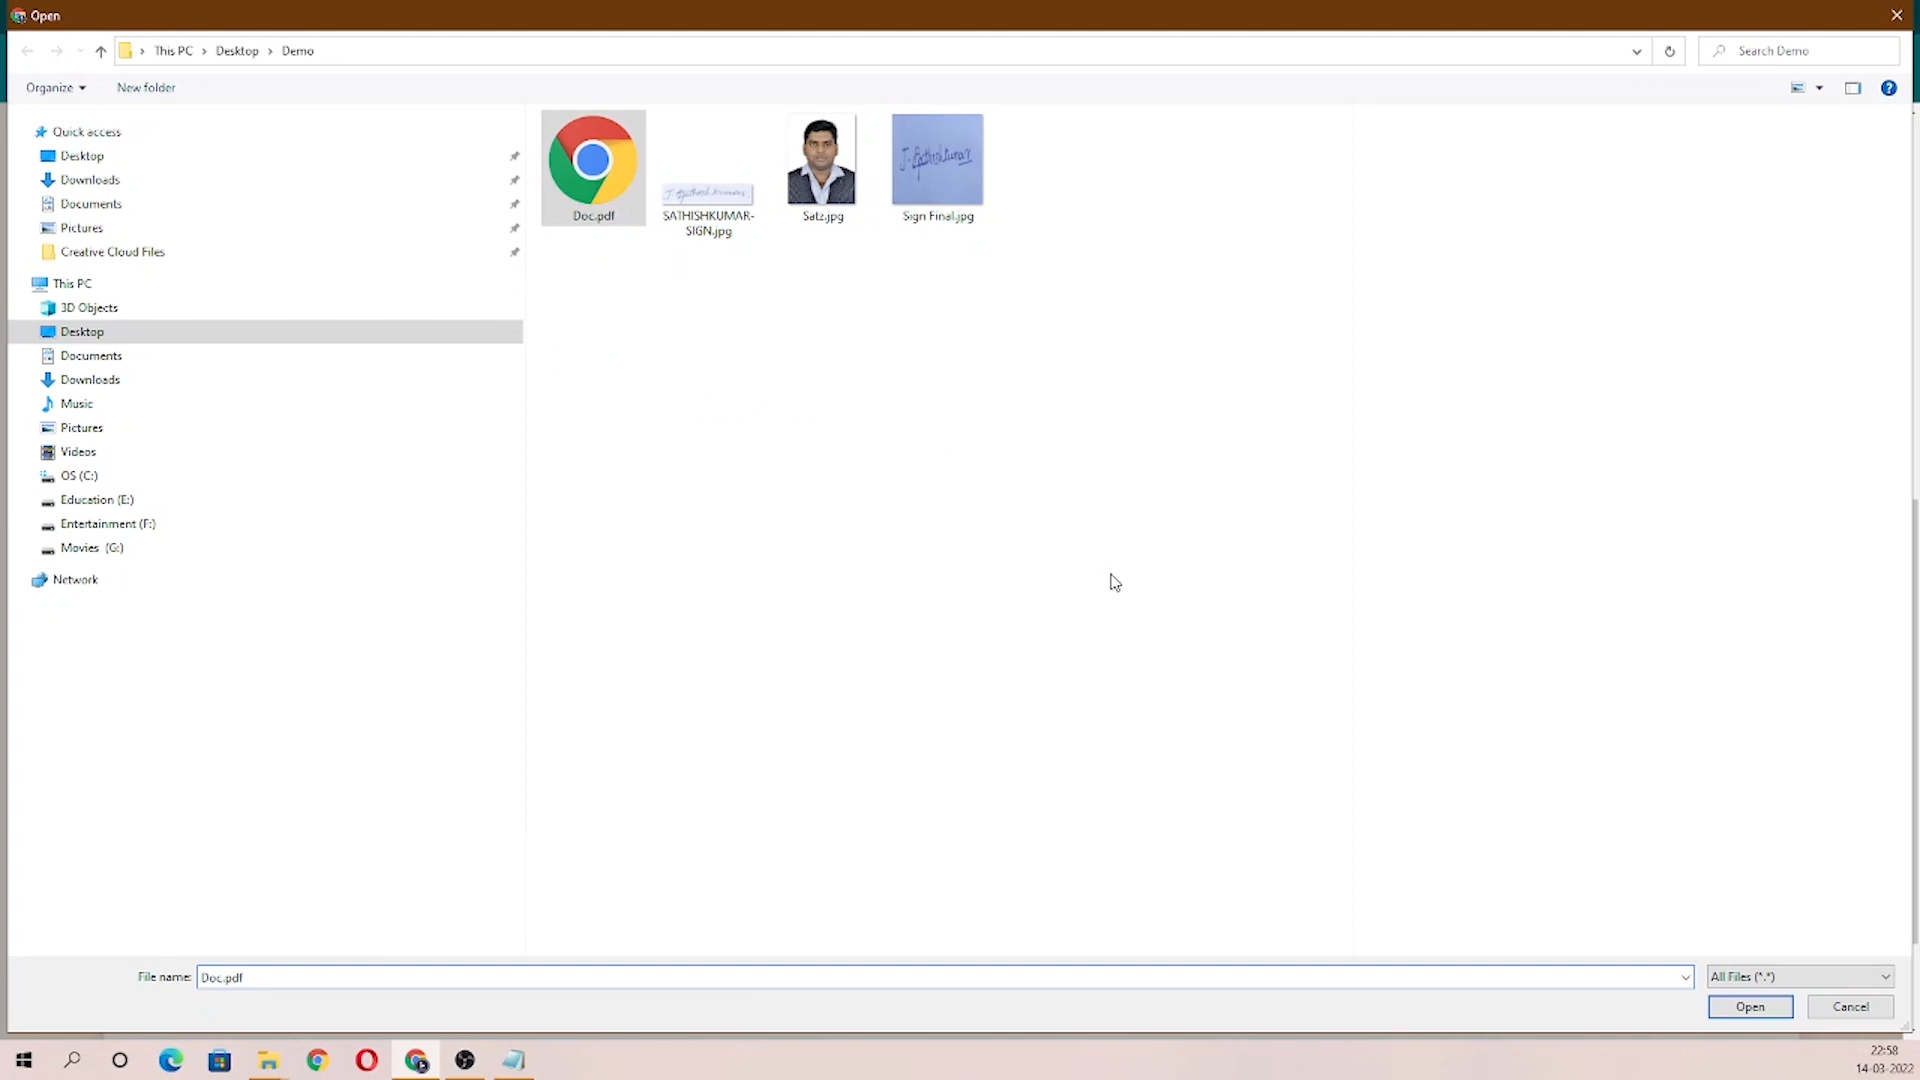 Open
This PC > Desktop > Demo
Search Demo
Organize
New folder
Quick access
Desktop
Downloads
Documents
Pictures
Creative Cloud Files
This PC
3D Objects
Desktop
Documents
Downloads
Music
Pictures
Videos
OS (C:)
Education (E:)
Entertainment (F:)
Movies (G:)
Network
Doc.pdf
SATHISHKUMAR-
SIGN.jpg
Satz.jpg
Sign Final.jpg
File name: Doc.pdf
All Files (*.*)
Open
Cancel
22:58
14-03-2022